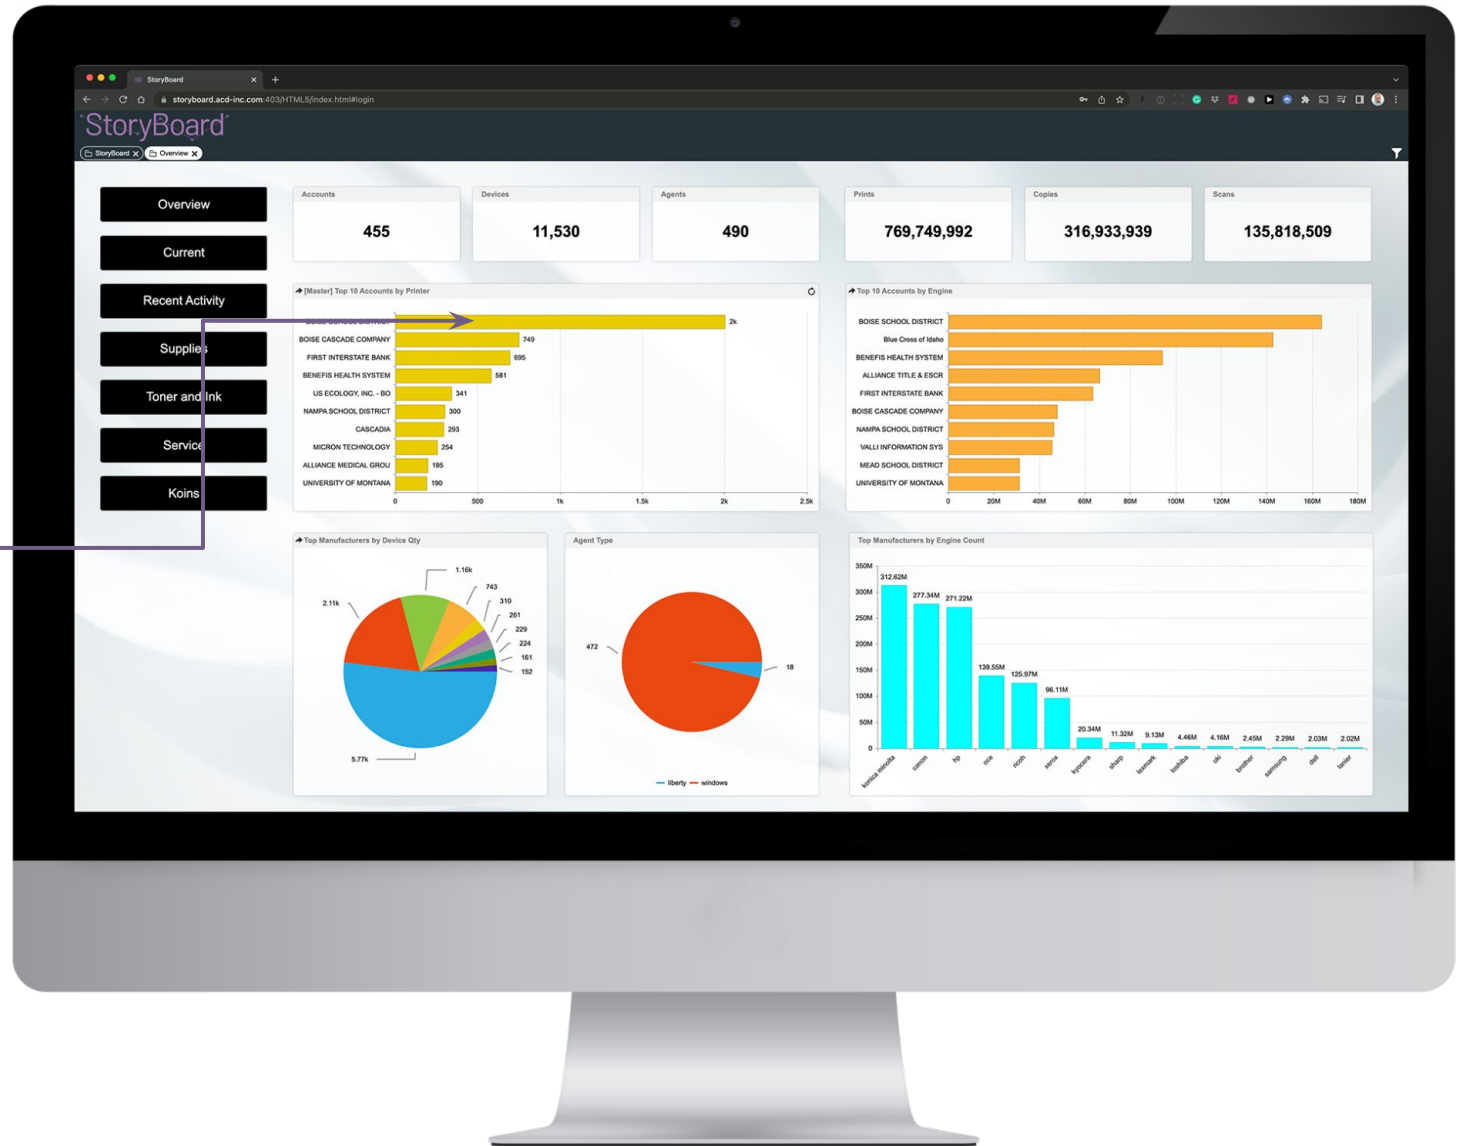 StoryBoard
storyboard.acd-inc.com:403/HTML5/index.html#login
StoryBoard
StoryBoard
Overview
Overview
Current
Recent Activity
Supplies
Toner and Ink
Service
Koins
Accounts
455
Devices
11,530
Agents
490
Prints
769,749,992
Copies
316,933,939
Scans
135,818,509
[Master] Top 10 Accounts by Printer
BOISE SCHOOL DISTRICT 2k
BOISE CASCADE COMPANY 749
FIRST INTERSTATE BANK 695
BENEFIS HEALTH SYSTEM 581
US ECOLOGY, INC. - BO 341
NAMPA SCHOOL DISTRICT 300
CASCADIA 293
MICRON TECHNOLOGY 254
ALLIANCE MEDICAL GROU 195
UNIVERSITY OF MONTANA 190
0 500 1k 1.5k 2k 2.5k
Top 10 Accounts by Engine
BOISE SCHOOL DISTRICT
Blue Cross of Idaho
BENEFIS HEALTH SYSTEM
ALLIANCE TITLE & ESCR
FIRST INTERSTATE BANK
BOISE CASCADE COMPANY
NAMPA SCHOOL DISTRICT
VALLI INFORMATION SYS
MEAD SCHOOL DISTRICT
UNIVERSITY OF MONTANA
0 20M 40M 60M 80M 100M 120M 140M 160M 180M
Top Manufacturers by Device Qty
1.16k
743
310
261
229
224
161
152
2.11k
5.77k
Agent Type
472
18
liberty windows
Top Manufacturers by Engine Count
350M
300M
250M
200M
150M
100M
50M
0
312.62M 277.34M 271.22M 139.55M 125.97M 96.11M 20.34M 11.32M 9.13M 4.46M 4.16M 2.45M 2.29M 2.03M 2.02M
konica minolta canon hp oce ricoh xerox kyocera sharp lexmark toshiba oki brother samsung dell lanier